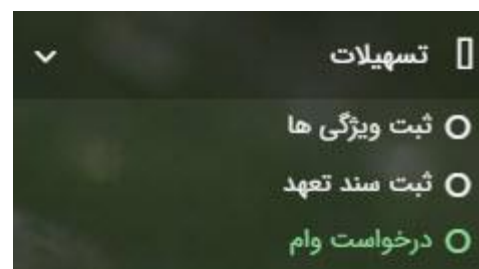 تسهیلات
ثبت ویژگی ها
ثبت سند تعهد
درخواست وام